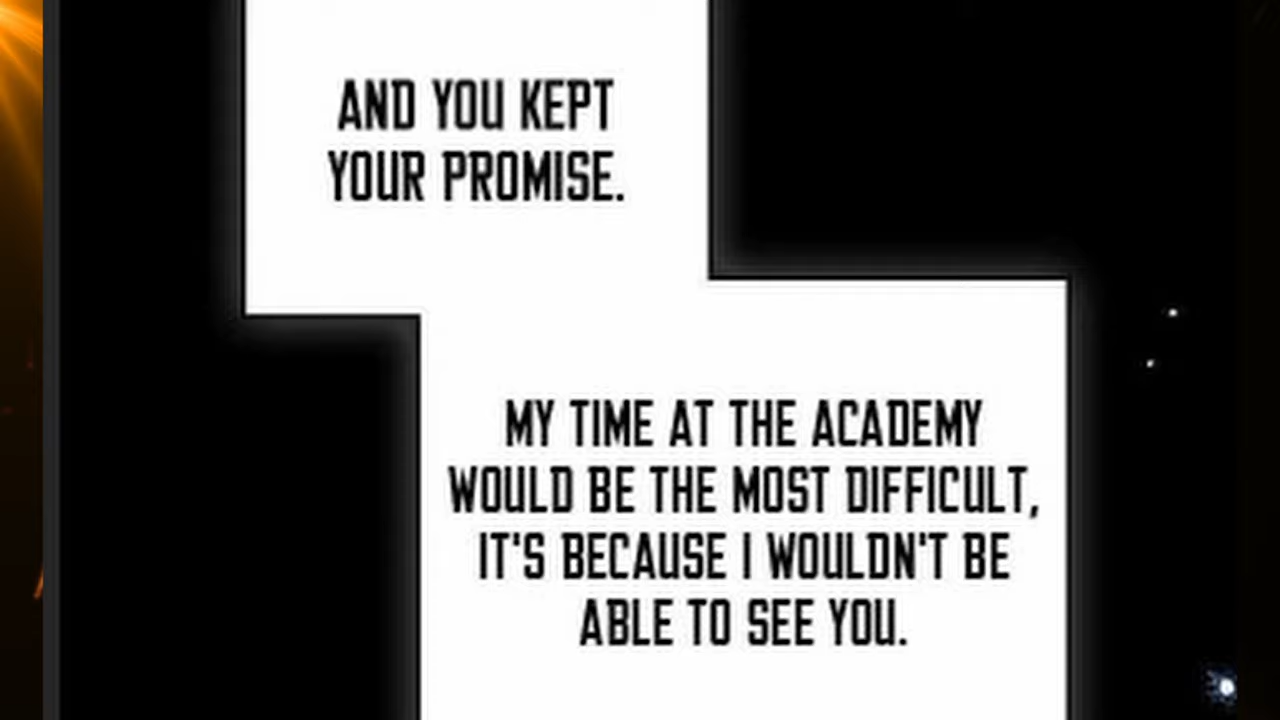 AND YOU KEPT
YOUR PROMISE.
MY TIME AT THE ACADEMY
WOULD BE THE MOST DIFFICULT,
IT'S BECAUSE I WOULDN'T BE
ABLE TO SEE YOU.